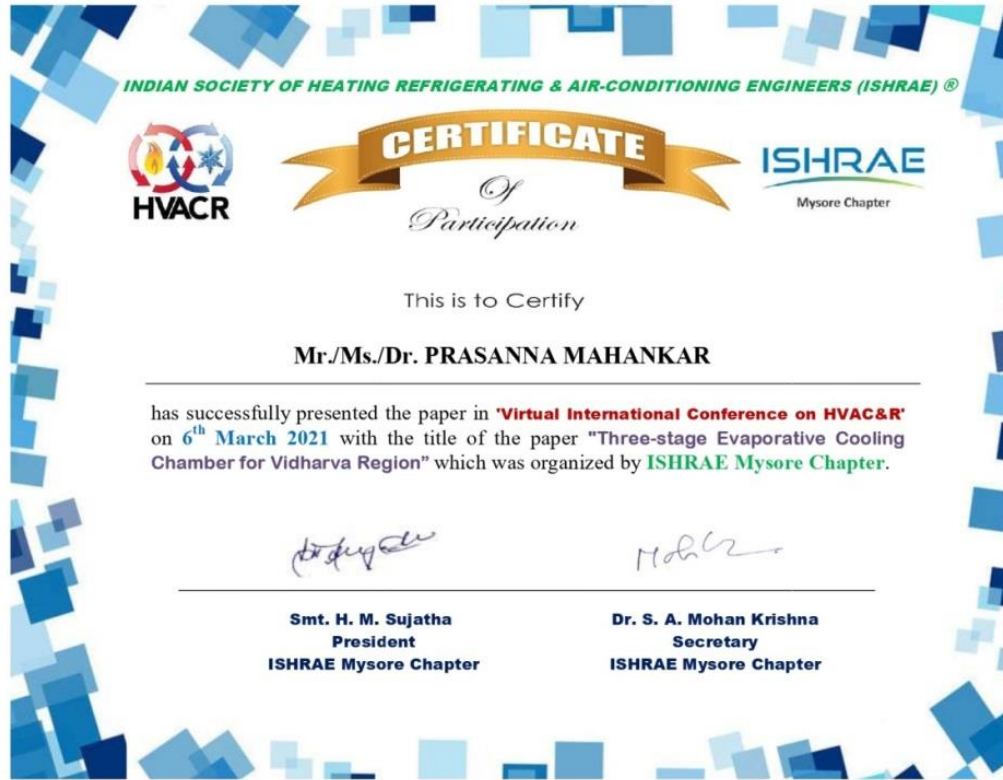 INDIAN SOCIETY OF HEATING REFRIGERATING & AIR-CONDITIONING ENGINEERS (ISHRAE) ®
CERTIFICATE
Of
Participation
HVACR
ISHRAE
Mysore Chapter
This is to Certify
Mr./Ms./Dr. PRASANNA MAHANKAR
has successfully presented the paper in 'Virtual International Conference on HVAC&R'
on 6th March 2021 with the title of the paper "Three-stage Evaporative Cooling
Chamber for Vidharva Region" which was organized by ISHRAE Mysore Chapter.
Smt. H. M. Sujatha
President
ISHRAE Mysore Chapter
Dr. S. A. Mohan Krishna
Secretary
ISHRAE Mysore Chapter